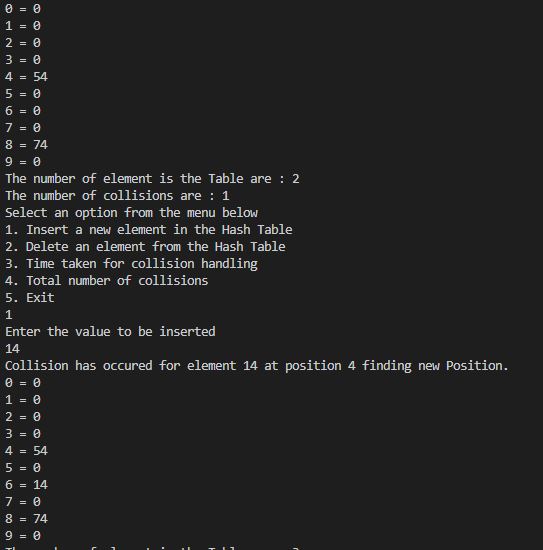 0 = 0
1 = 0
2 = 0
3 = 0
4 = 54
5 = 0
6 = 0
7 = 0
8 = 74
9 = 0
The number of element is the Table are : 2
The number of collisions are : 1
Select an option from the menu below
1. Insert a new element in the Hash Table
2. Delete an element from the Hash Table
3. Time taken for collision handling
4. Total number of collisions
5. Exit
1
Enter the value to be inserted
14
Collision has occured for element 14 at position 4 finding new Position.
0 = 0
1 = 0
2 = 0
3 = 0
4 = 54
5 = 0
6 = 14
7 = 0
8 = 74
9 = 0